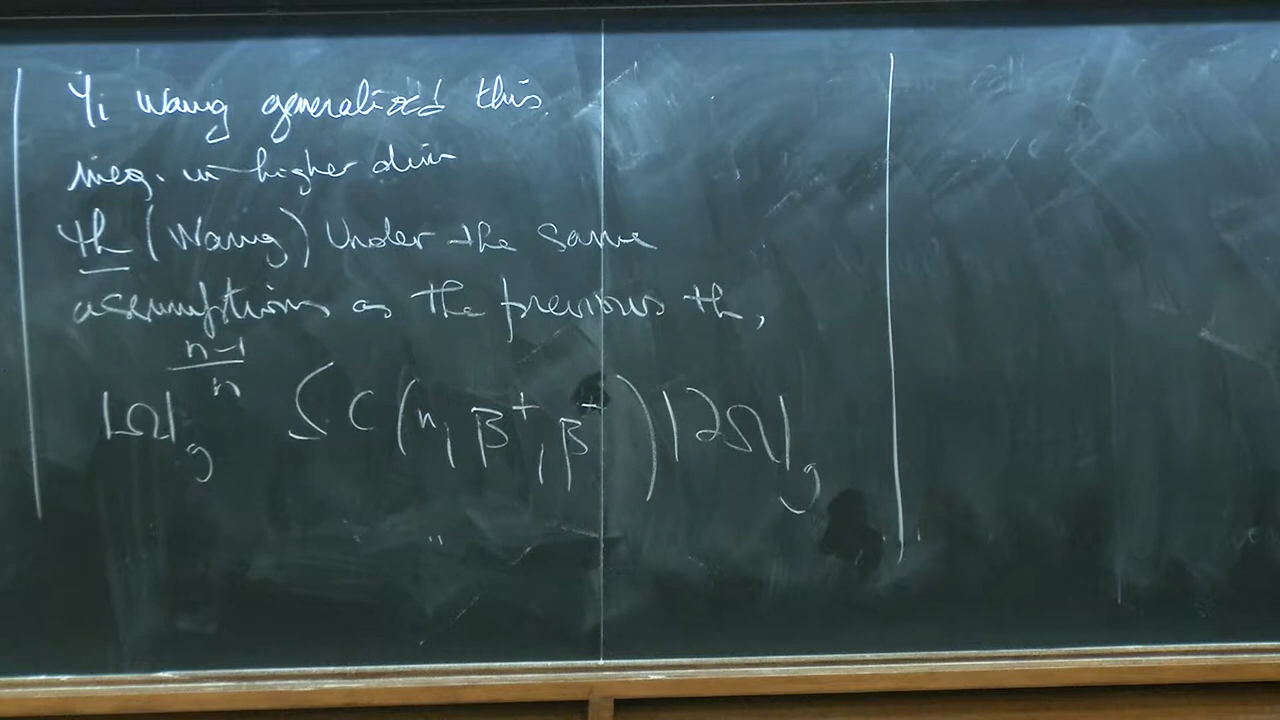 Yi Wang generalized this
ineq. in higher dim
th (Wang) Under the same
assumptions as the previous th,
|Ω|_g^{\frac{n-1}{n}} ≤ C(n, β⁺, β⁻) |∂Ω|_g